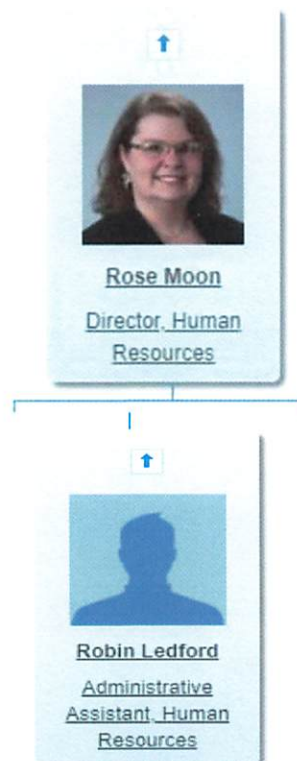 Rose Moon
Director, Human
Resources
Robin Ledford
Administrative
Assistant, Human
Resources